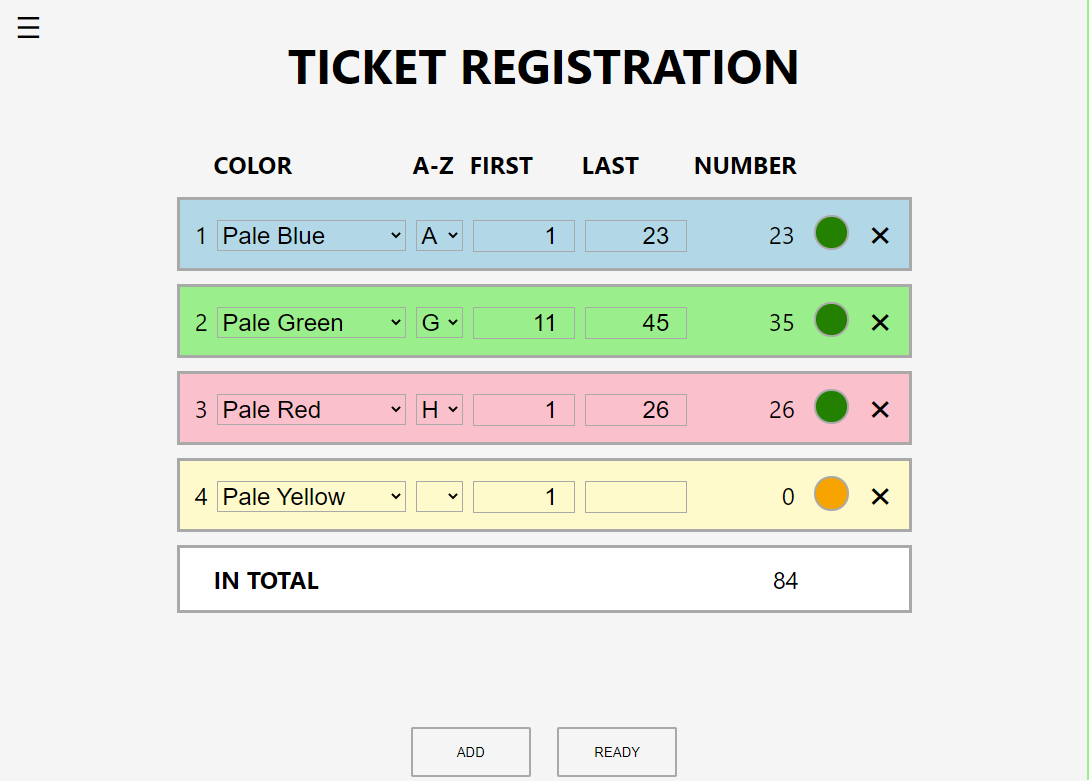 ☰
TICKET REGISTRATION
COLOR A-Z FIRST LAST NUMBER
1 Pale Blue A 1 23 23 ✕
2 Pale Green G 11 45 35 ✕
3 Pale Red H 1 26 26 ✕
4 Pale Yellow 1 0 ✕
IN TOTAL 84
ADD READY